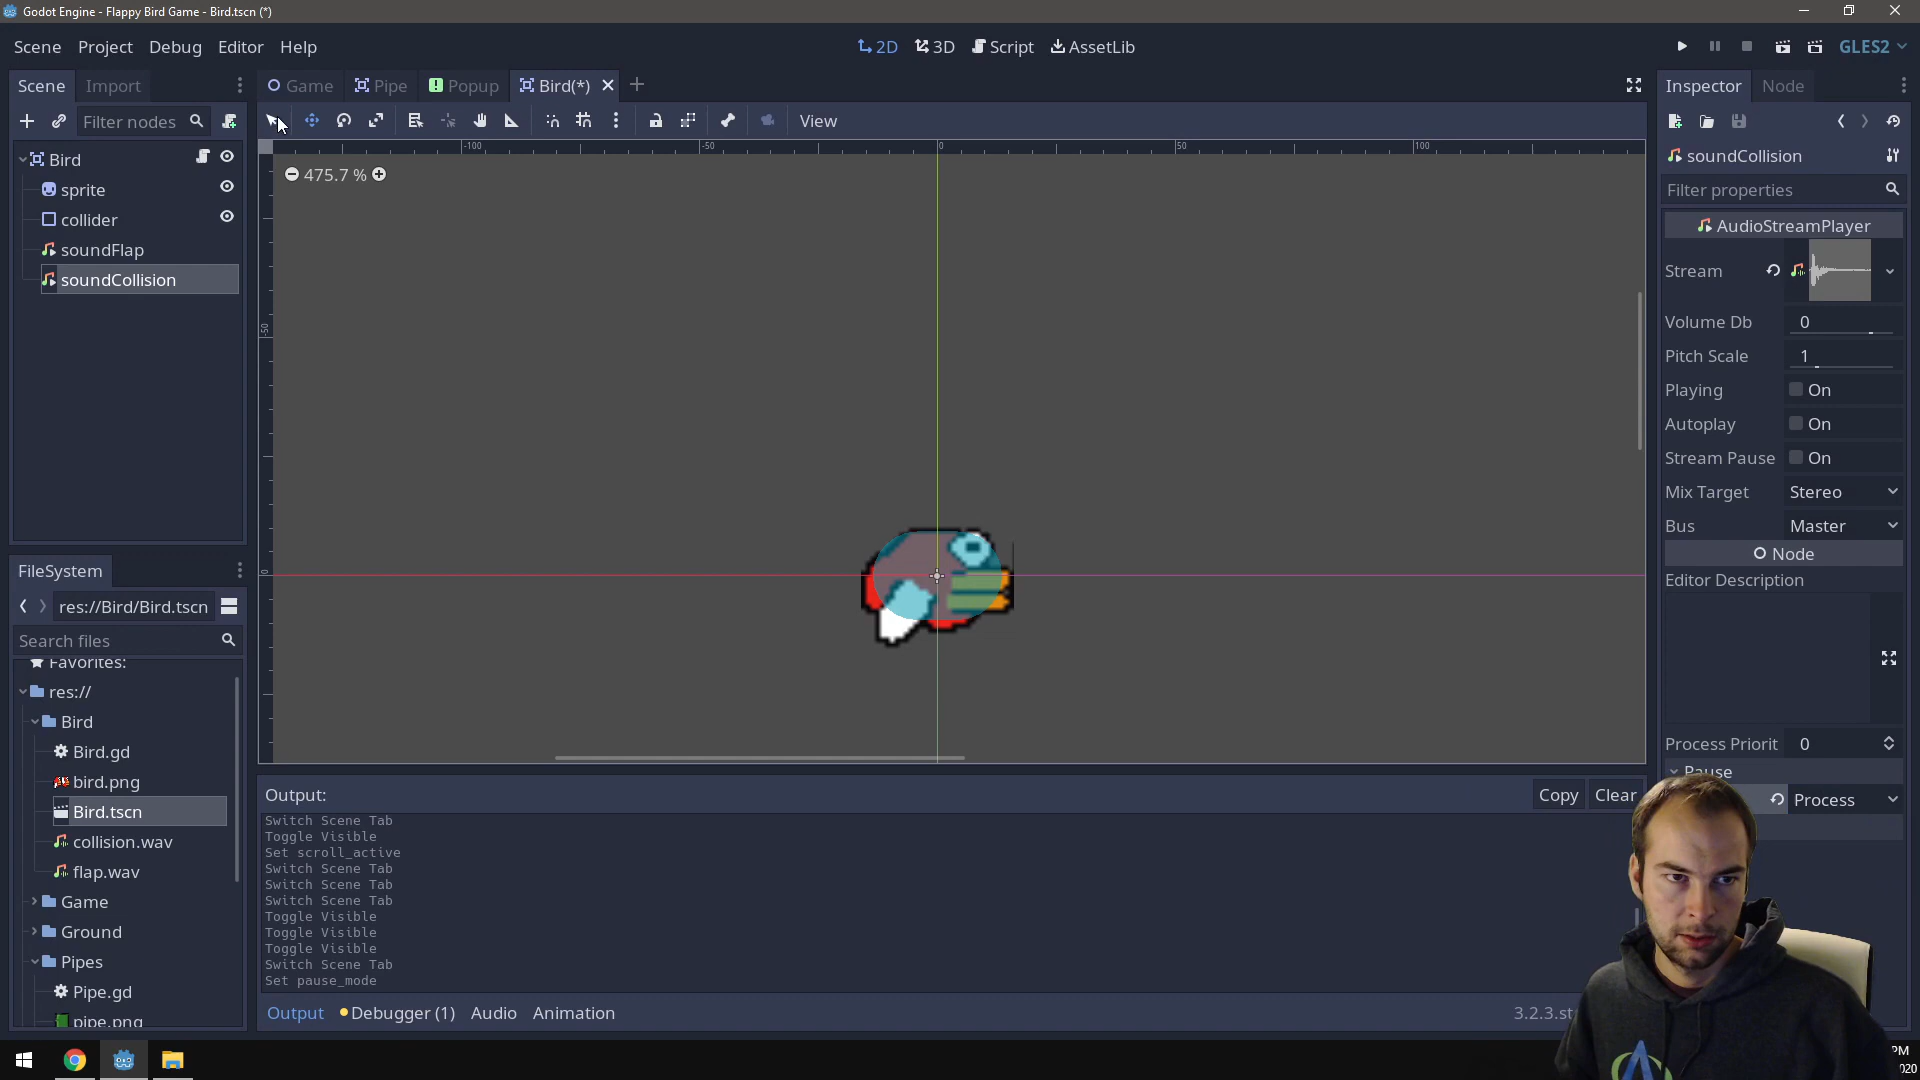 Godot Engine - Flappy Bird Game - Bird.tscn (*)
Scene Project Debug Editor Help
2D 3D Script AssetLib
GLES2
Scene Import
Game Pipe Popup Bird(*)
Inspector Node
Filter nodes
View
-100 -50 0 50 100
475.7 %
Bird
sprite
collider
soundFlap
soundCollision
-50
0
soundCollision
Filter properties
AudioStreamPlayer
Stream
Volume Db 0
Pitch Scale 1
Playing On
Autoplay On
Stream Pause On
Mix Target Stereo
Bus Master
Node
Editor Description
Process Priorit 0
Pause
Process
FileSystem
res://Bird/Bird.tscn
Search files
Favorites:
res://
Bird
Bird.gd
bird.png
Bird.tscn
collision.wav
flap.wav
Game
Ground
Pipes
Pipe.gd
pipe.png
Output:
Copy Clear
Switch Scene Tab
Toggle Visible
Set scroll_active
Switch Scene Tab
Switch Scene Tab
Switch Scene Tab
Toggle Visible
Toggle Visible
Toggle Visible
Switch Scene Tab
Set pause_mode
Output Debugger (1) Audio Animation
3.2.3.st
PM
020